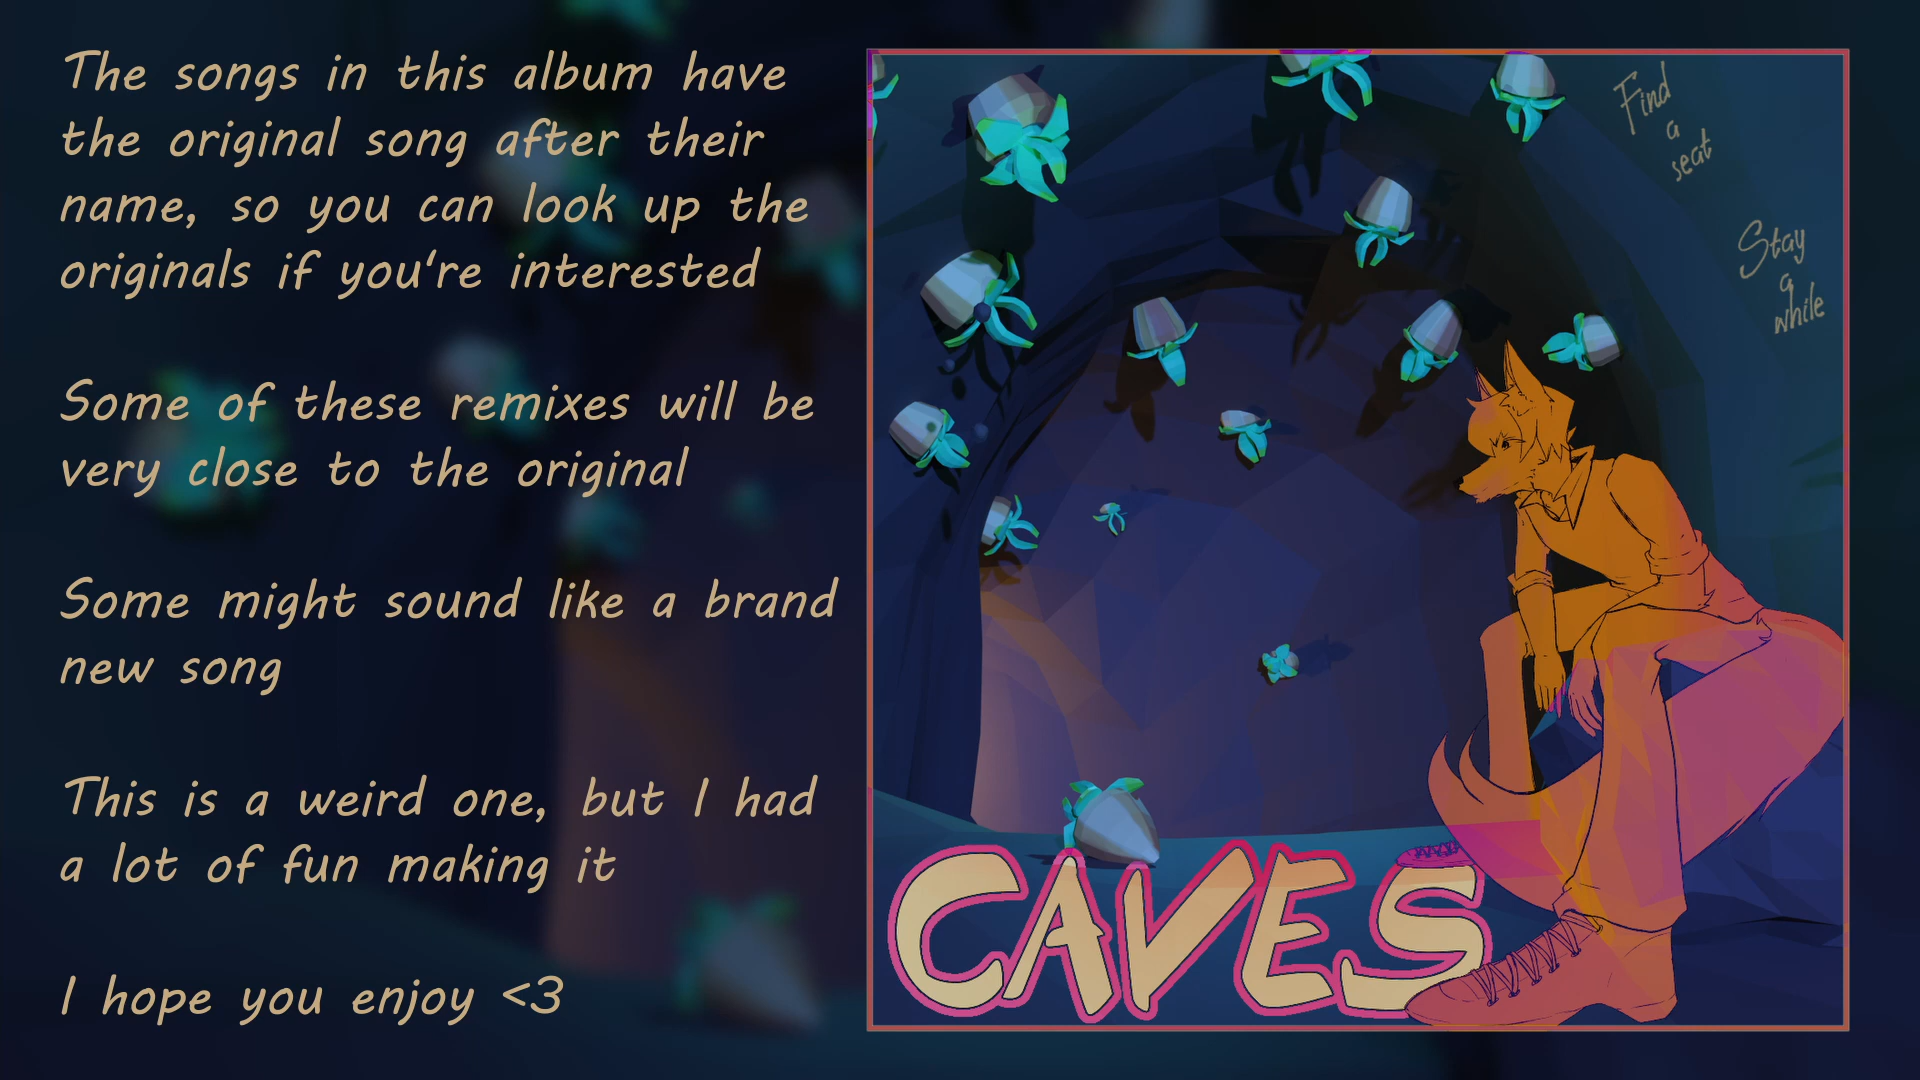 The songs in this album have
the original song after their
name, so you can look up the
originals if you're interested
Some of these remixes will be
very close to the original
Some might sound like a brand
new song
This is a weird one, but I had
a lot of fun making it
I hope you enjoy <3
Find
a
seat
Stay
a
while
CAVES